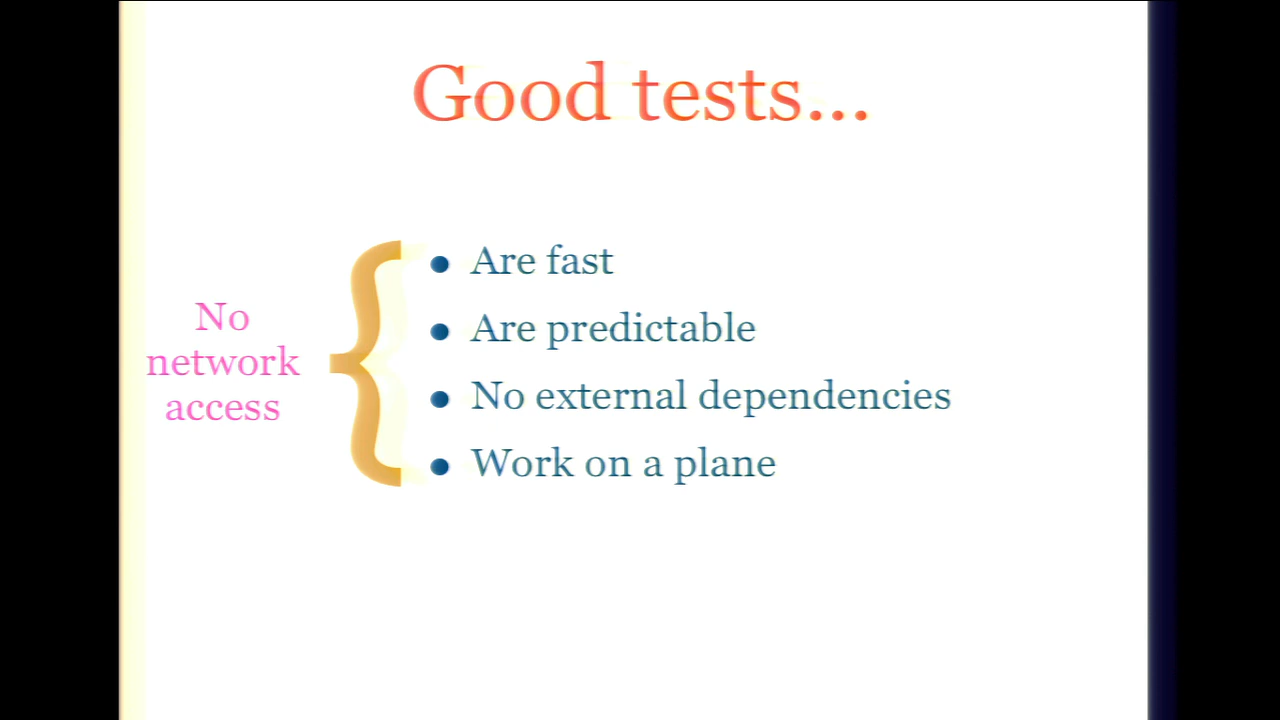 Good tests...
No
network
access
Are fast
Are predictable
No external dependencies
Work on a plane